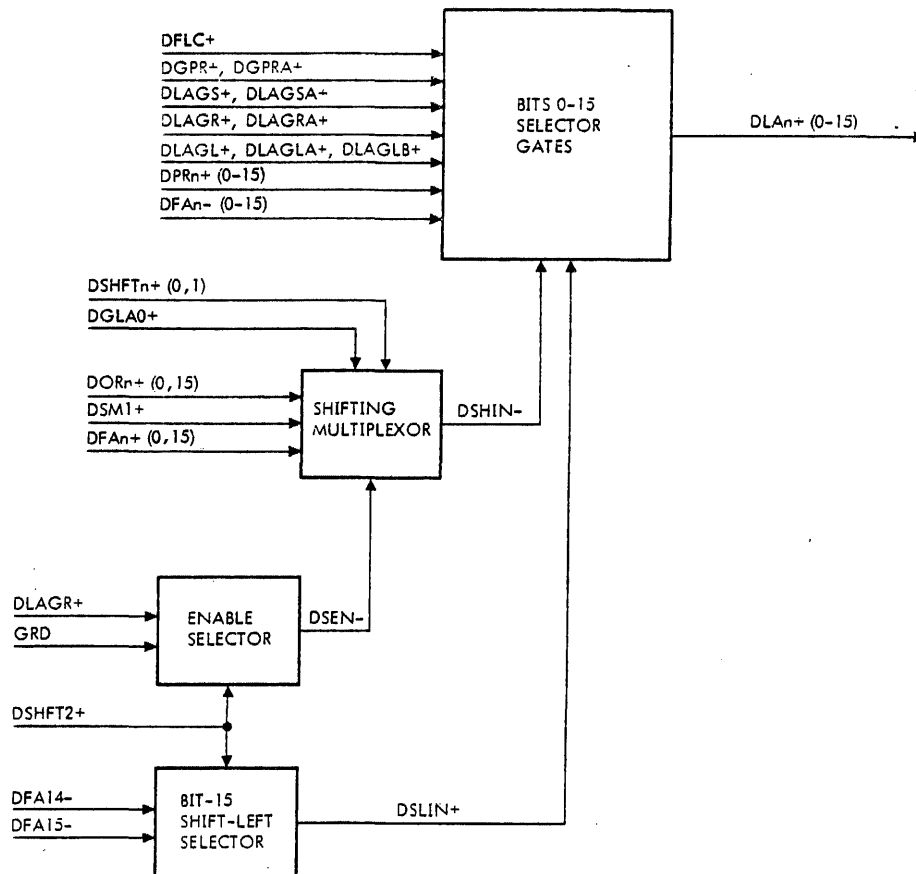 DFLC+
DGPR+, DGPRA+
DLAGS+, DLAGSA+
DLAGR+, DLAGRA+
DLAGL+, DLAGLA+, DLAGLB+
DPRn+ (0-15)
DFAn- (0-15)
BITS 0-15
SELECTOR
GATES
DLAn+ (0-15)
DSHFTn+ (0,1)
DGLA0+
DORn+ (0,15)
DSM1+
DFAn+ (0,15)
SHIFTING
MULTIPLEXOR
DSHIN-
DLAGR+
GRD
ENABLE
SELECTOR
DSEN-
DSHFT2+
DFA14-
DFA15-
BIT-15
SHIFT-LEFT
SELECTOR
DSLIN+